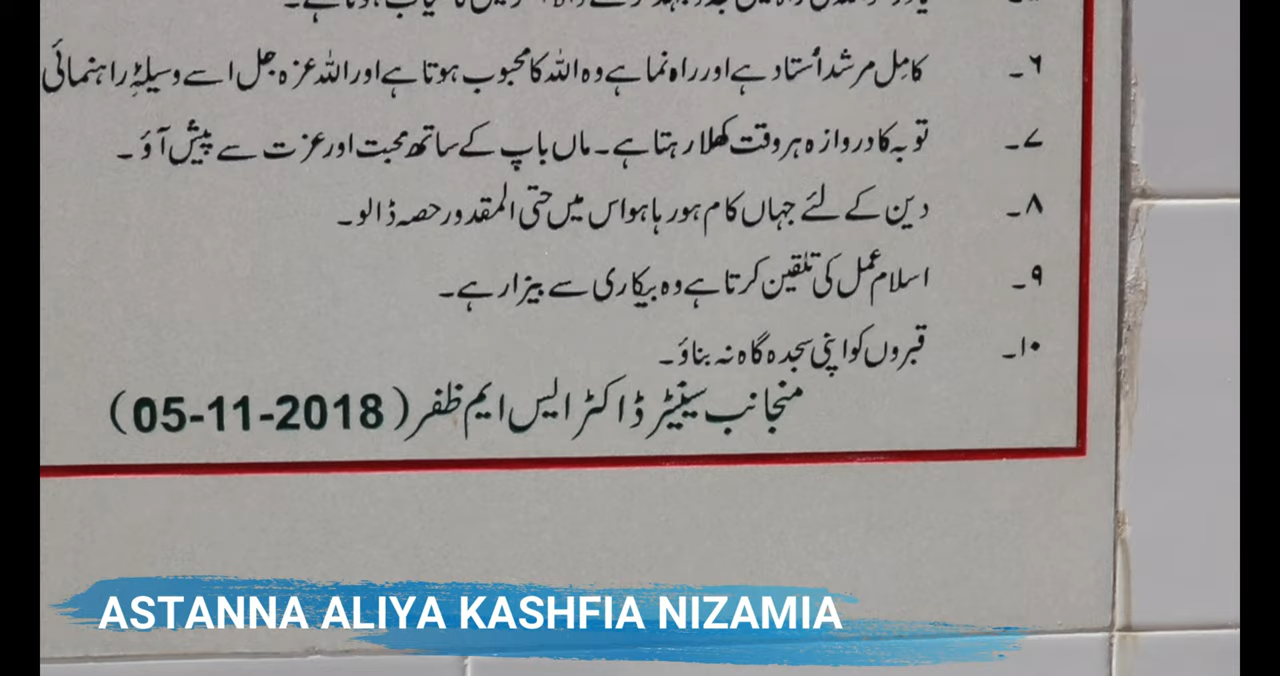 ۶۔ کامل مرشد اُستاد ہے اور راہ نما ہے وہ اللہ کا محبوب ہوتا ہے اور اللہ عزہ جل اسے وسیلۂ راہنمائی
۷۔ توبہ کا دروازہ ہر وقت کھلا رہتا ہے۔ ماں باپ کے ساتھ محبت اور عزت سے پیش آؤ۔
۸۔ دین کے لئے جہاں کام ہو رہا ہو اس میں حتی المقدور حصہ ڈالو۔
۹۔ اسلام عمل کی تلقین کرتا ہے وہ بیکاری سے بیزار ہے۔
۱۰۔ قبروں کو اپنی سجدہ گاہ نہ بناؤ۔
منجانب سینیٹر ڈاکٹر ایس ایم ظفر (05-11-2018)
ASTANNA ALIYA KASHFIA NIZAMIA